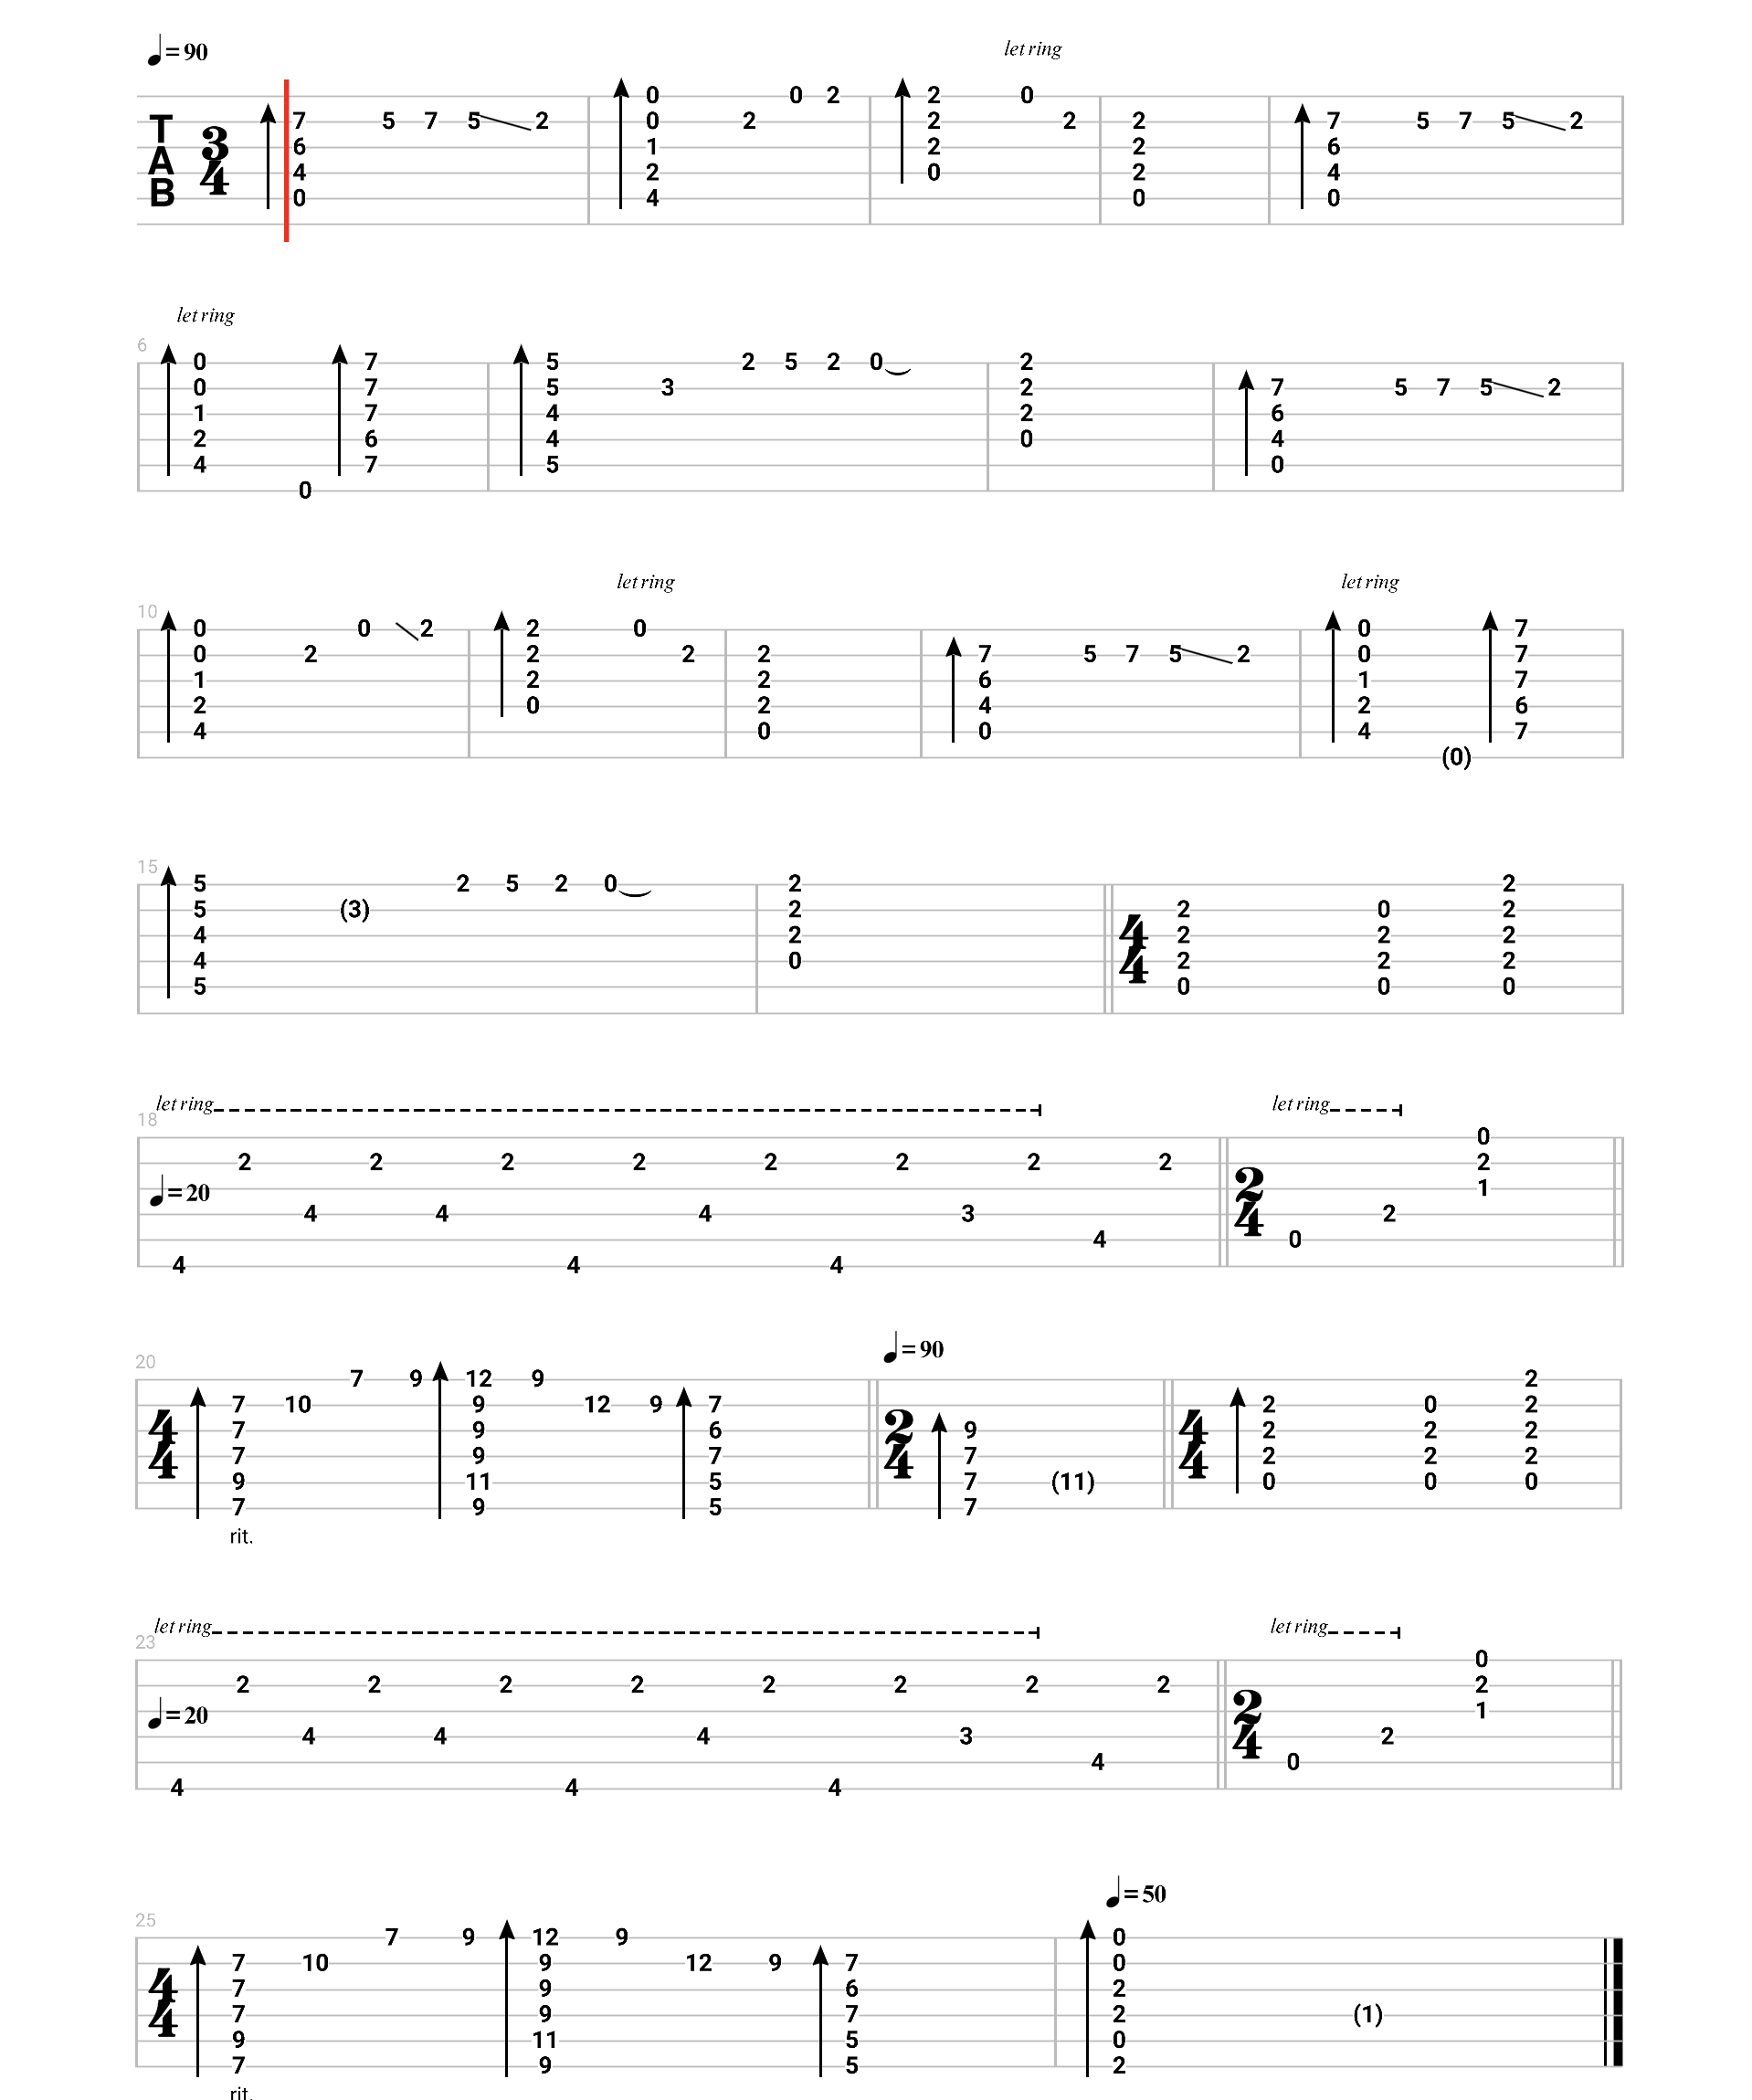 ♩=90
let ring
0 0 2 2 0
T 7 5 7 5 2 0 2 2 2 2 7 5 7 5 2
3 A 6 1 2 2 6
4 4 2 0 2 4
B 0 4 0 0
let ring
6
0 7 5 2 5 2 0 2
0 7 5 3 2 7 5 7 5 2
1 7 4 2 6
2 6 4 0 4
4 7 5 0
0
let ring let ring
10
0 0 2 2 0 0 7
0 2 2 2 2 7 5 7 5 2 0 7
1 2 2 6 1 7
2 0 2 4 2 6
4 0 0 4 7
(0)
15
5 2 5 2 0 2 2
5 (3) 2 2 0 2
4 2 4 2 2 2
4 0 4 2 2 2
5 0 0 0
let ring let ring
18
0
2 2 2 2 2 2 2 2 2
♩=20 2 1
4 4 4 3 4 2
4 0
4 4 4
♩=90
20
7 9 12 9 2
7 10 9 12 9 7 2 0 2
4 7 9 6 2 9 4 2 2 2
4 7 9 7 4 7 4 2 2 2
9 11 5 7 (11) 0 0 0
7 9 5 7
rit.
let ring let ring
23
0
2 2 2 2 2 2 2 2 2
♩=20 2 1
4 4 4 3 4 2
4 0
4 4 4
♩=50
25
7 9 12 9 0
7 10 9 12 9 7 0
4 7 9 6 2
4 7 9 7 2 (1)
9 11 5 0
7 9 5 2
rit.